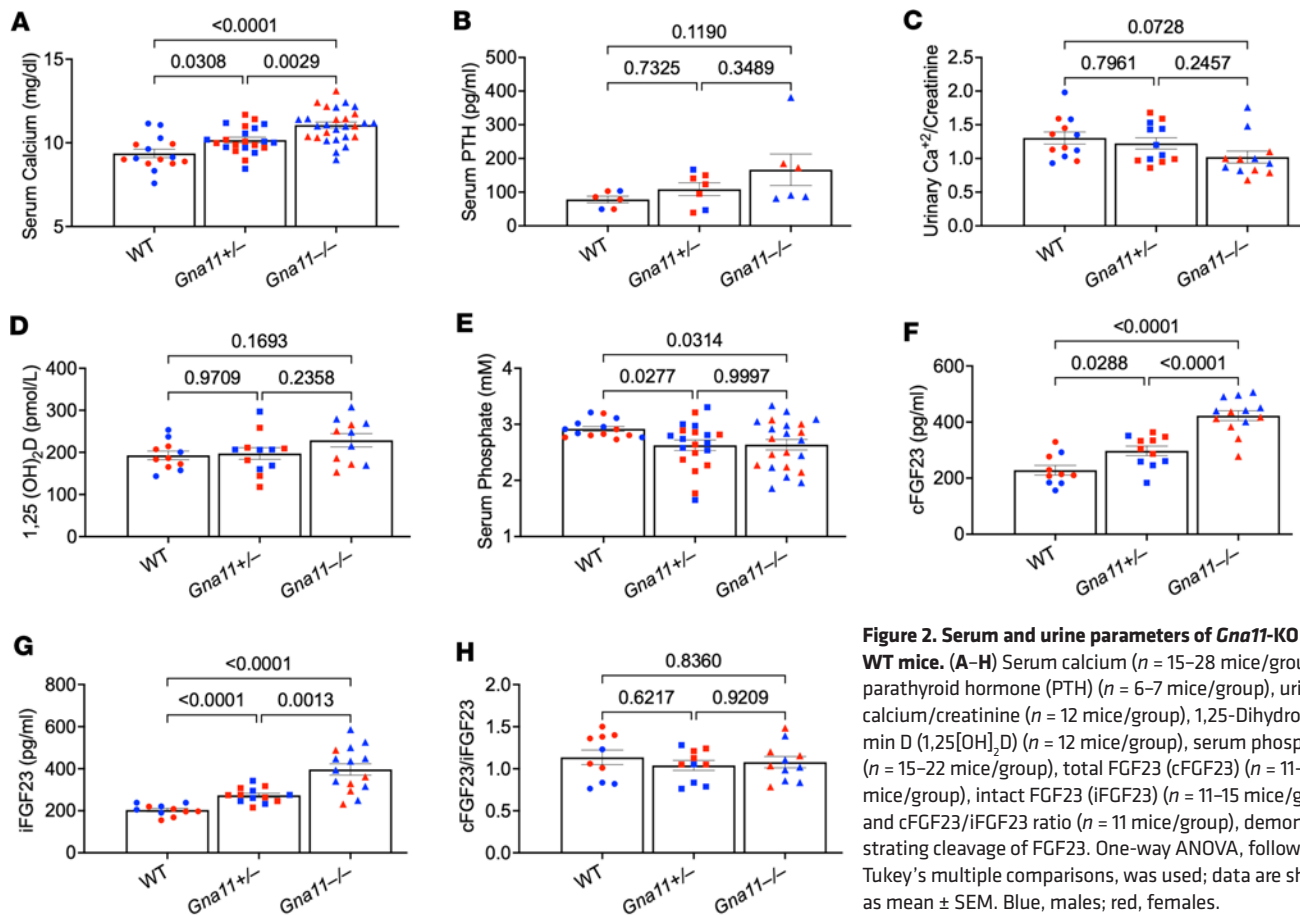 A
<0.0001
0.0308
0.0029
Serum Calcium (mg/dl)
15
10
5
WT
Gna11+/–
Gna11–/–
B
0.1190
0.7325
0.3489
Serum PTH (pg/ml)
500
400
300
200
100
0
WT
Gna11+/–
Gna11–/–
C
0.0728
0.7961
0.2457
Urinary Ca+2/Creatinine
2.5
2.0
1.5
1.0
0.5
0.0
WT
Gna11+/–
Gna11–/–
D
0.1693
0.9709
0.2358
1,25 (OH)2D (pmol/L)
400
300
200
100
0
WT
Gna11+/–
Gna11–/–
E
0.0314
0.0277
0.9997
Serum Phosphate (mM)
4
3
2
1
WT
Gna11+/–
Gna11–/–
F
<0.0001
0.0288
<0.0001
cFGF23 (pg/ml)
600
400
200
0
WT
Gna11+/–
Gna11–/–
G
<0.0001
<0.0001
0.0013
iFGF23 (pg/ml)
800
600
400
200
0
WT
Gna11+/–
Gna11–/–
H
0.8360
0.6217
0.9209
cFGF23/iFGF23
2.0
1.5
1.0
0.5
0.0
WT
Gna11+/–
Gna11–/–
Figure 2. Serum and urine parameters of Gna11-KO
WT mice. (A–H) Serum calcium (n = 15–28 mice/grou
parathyroid hormone (PTH) (n = 6–7 mice/group), uri
calcium/creatinine (n = 12 mice/group), 1,25-Dihydro
min D (1,25[OH]2D) (n = 12 mice/group), serum phosp
(n = 15–22 mice/group), total FGF23 (cFGF23) (n = 11-
mice/group), intact FGF23 (iFGF23) (n = 11–15 mice/g
and cFGF23/iFGF23 ratio (n = 11 mice/group), demon
strating cleavage of FGF23. One-way ANOVA, follow
Tukey's multiple comparisons, was used; data are sh
as mean ± SEM. Blue, males; red, females.